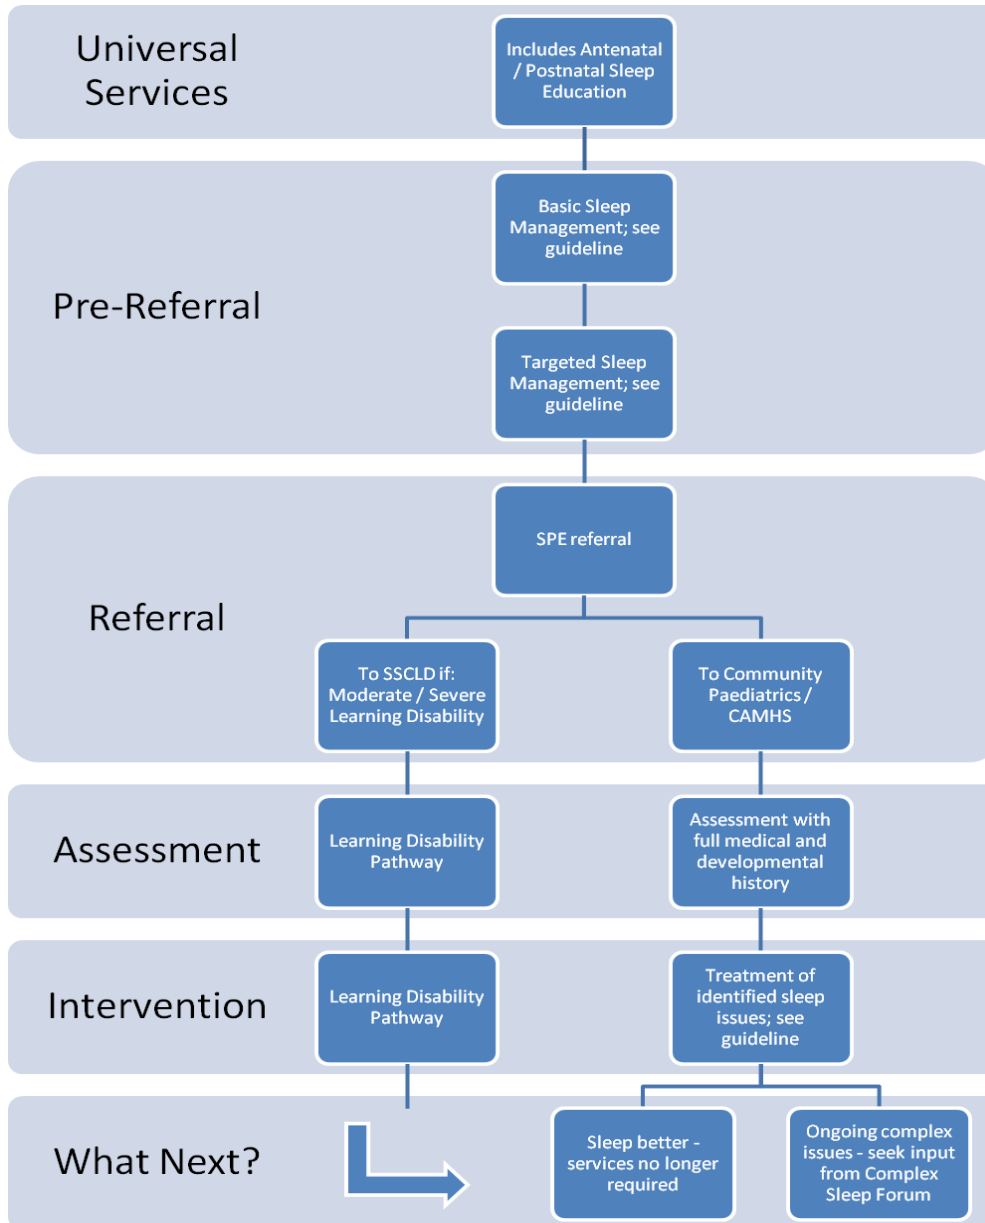 Universal
Services
Includes Antenatal
/ Postnatal Sleep
Education
Pre-Referral
Basic Sleep
Management; see
guideline
Targeted Sleep
Management; see
guideline
Referral
SPE referral
To SSCLD if:
Moderate / Severe
Learning Disability
To Community
Paediatrics /
CAMHS
Assessment
Learning Disability
Pathway
Assessment with
full medical and
developmental
history
Intervention
Learning Disability
Pathway
Treatment of
identified sleep
issues; see
guideline
What Next?
Sleep better -
services no longer
required
Ongoing complex
issues - seek input
from Complex
Sleep Forum